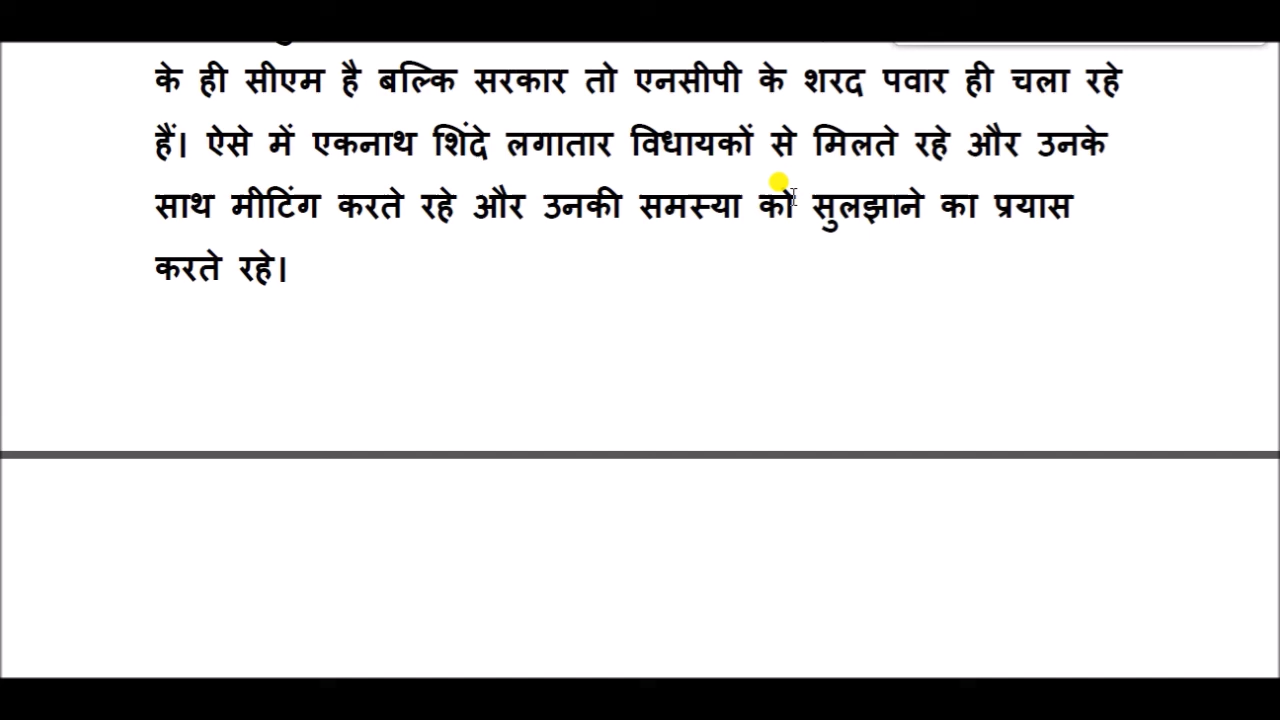 के ही सीएम है बल्कि सरकार तो एनसीपी के शरद पवार ही चला रहे
हैं। ऐसे में एकनाथ शिंदे लगातार विधायकों से मिलते रहे और उनके
साथ मीटिंग करते रहे और उनकी समस्या को सुलझाने का प्रयास
करते रहे।